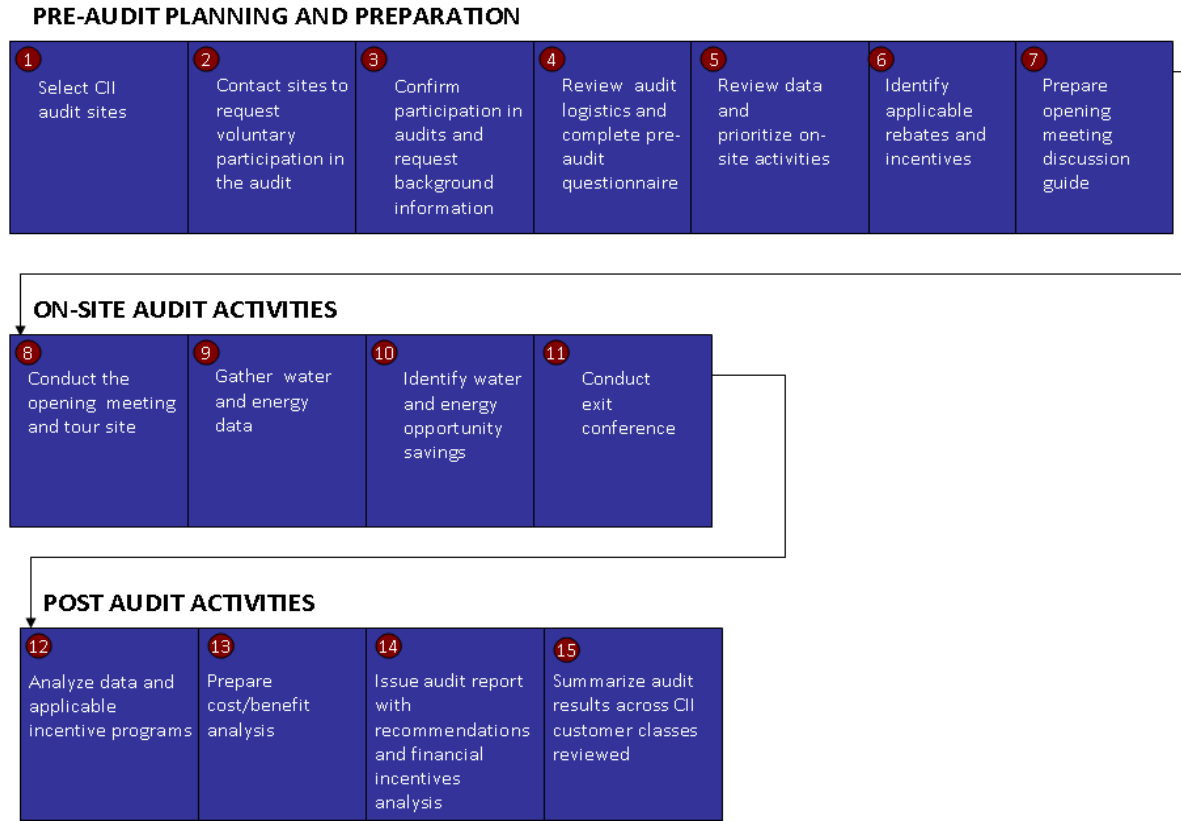 PRE-AUDIT PLANNING AND PREPARATION
1
Select CII
audit sites
2
Contact sites to
request
voluntary
participation in
the audit
3
Confirm
participation in
audits and
request
background
information
4
Review audit
logistics and
complete pre-
audit
questionnaire
5
Review data
and
prioritize on-
site activities
6
Identify
applicable
rebates and
incentives
7
Prepare
opening
meeting
discussion
guide
ON-SITE AUDIT ACTIVITIES
8
Conduct the
opening meeting
and tour site
9
Gather water
and energy
data
10
Identify water
and energy
opportunity
savings
11
Conduct
exit
conference
POST AUDIT ACTIVITIES
12
Analyze data and
applicable
incentive programs
13
Prepare
cost/benefit
analysis
14
Issue audit report
with
recommendations
and financial
incentives
analysis
15
Summarize audit
results across CII
customer classes
reviewed